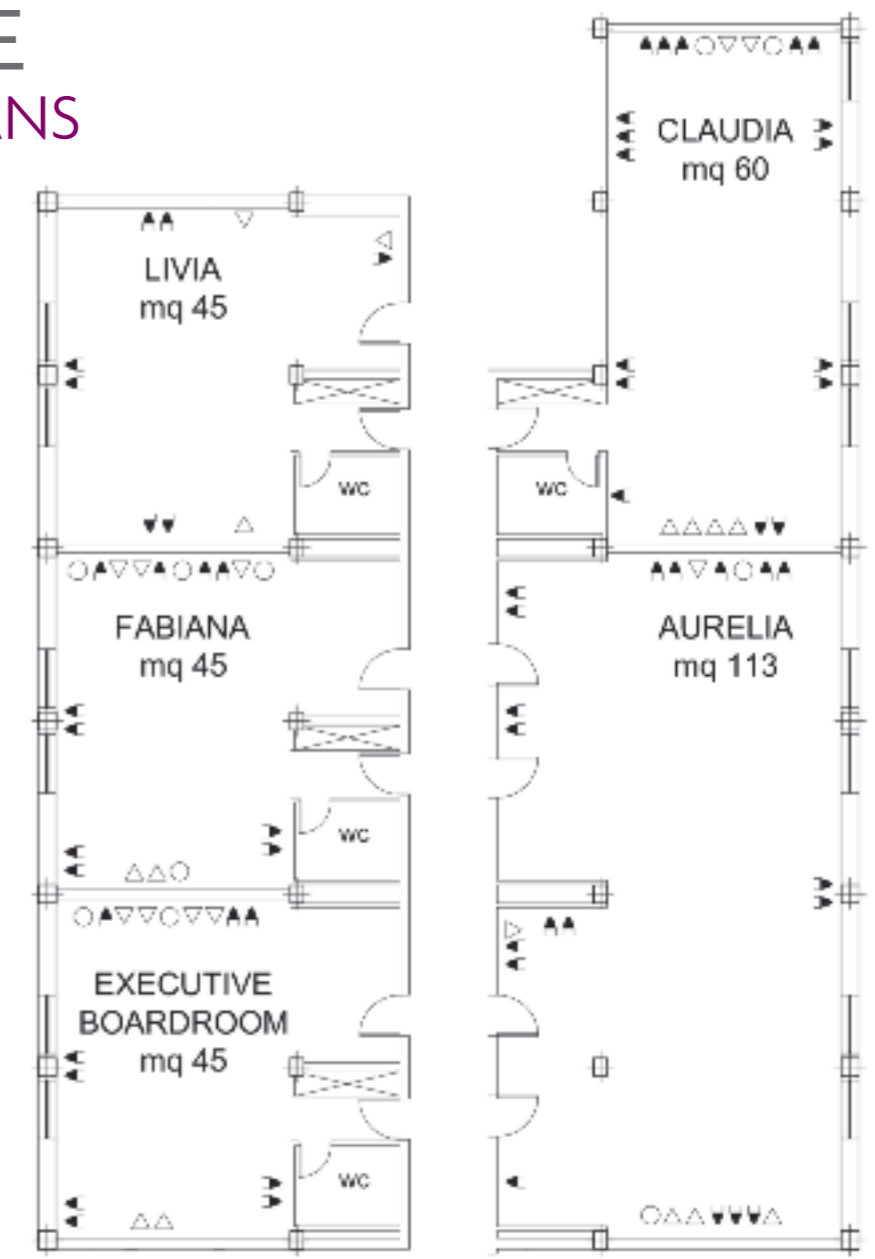 E
ANS
CLAUDIA
mq 60
LIVIA
mq 45
WC
WC
FABIANA
mq 45
AURELIA
mq 113
WC
EXECUTIVE
BOARDROOM
mq 45
WC